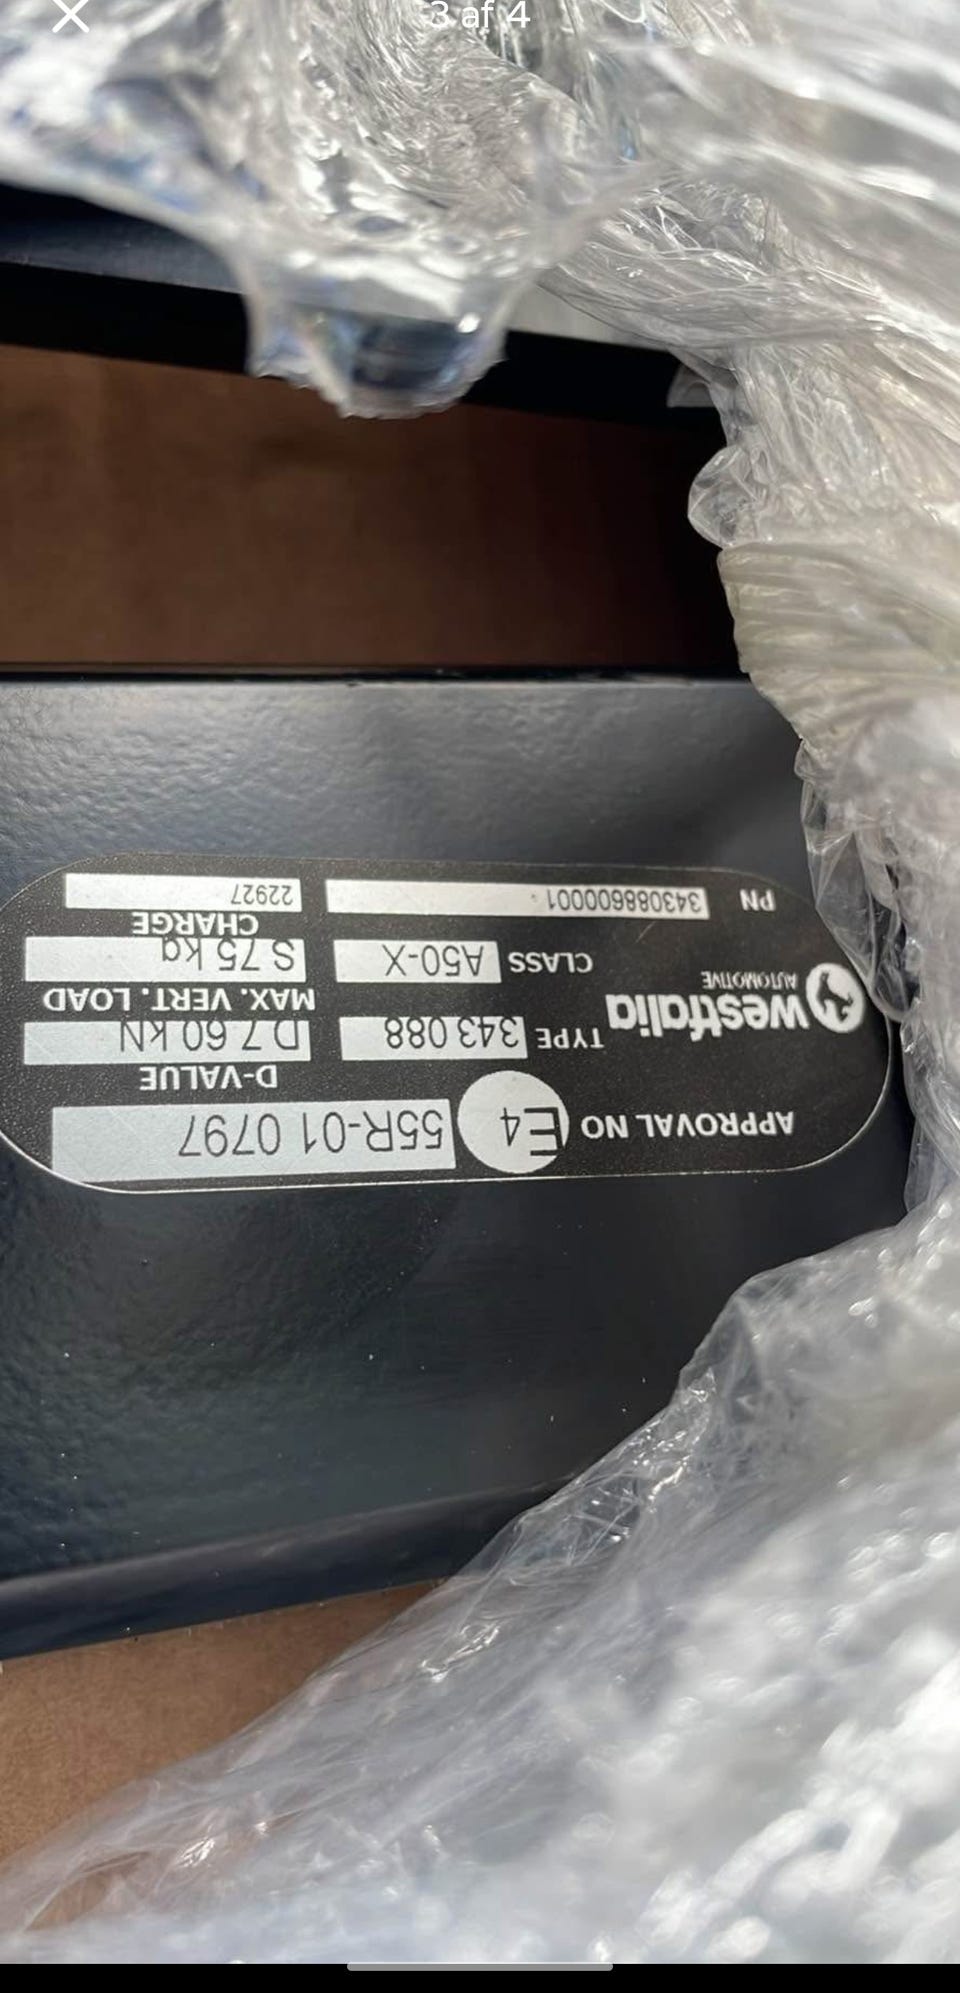 3 af 4
APPROVAL NO E4 55R-01 0797
westfalia
AUTOMOTIVE
TYPE 343 088
D-VALUE
D 7.60 kN
CLASS A50-X
MAX. VERT. LOAD
S 75 kg
PN 343088600001
CHARGE
22927